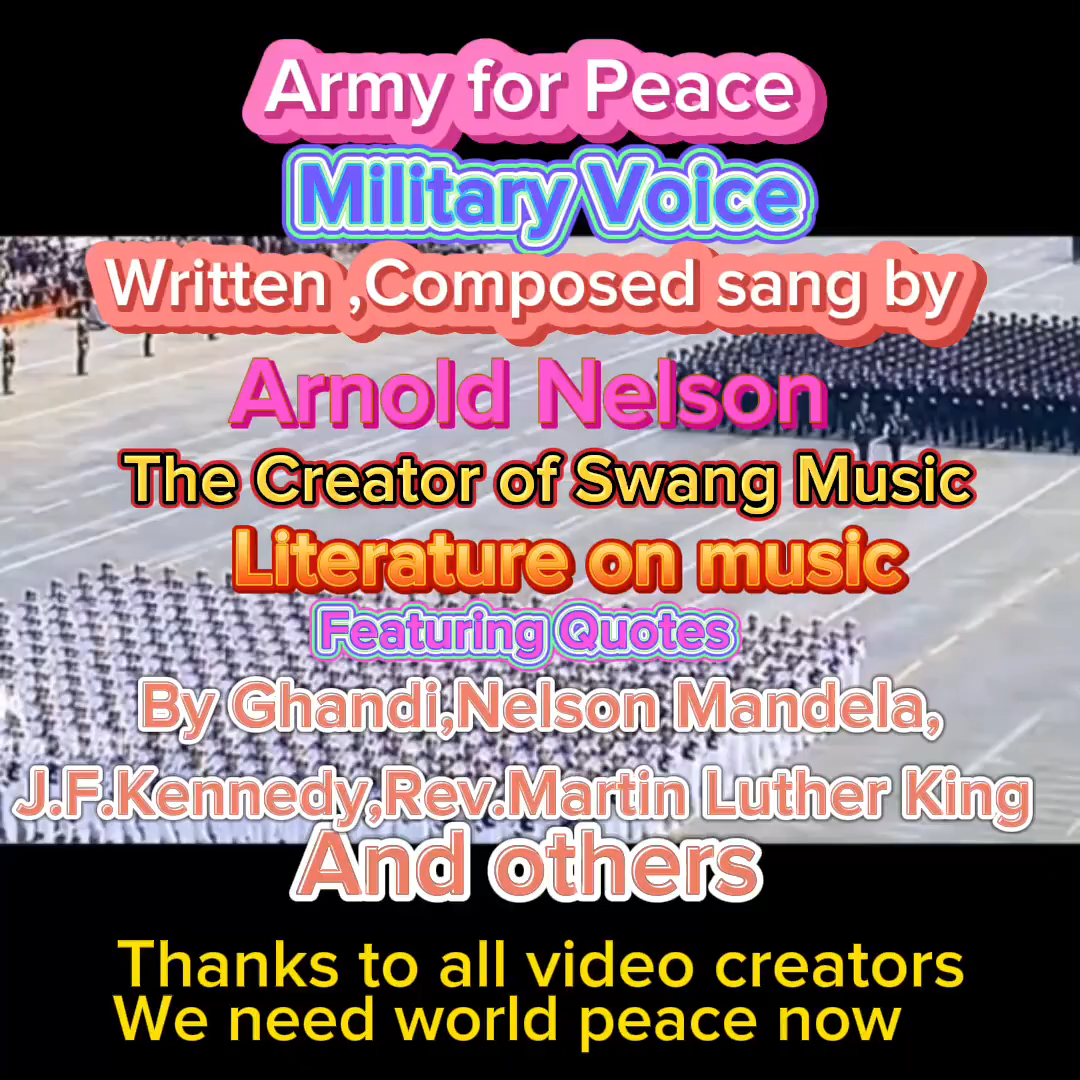 Army for Peace
Military Voice
Written ,Composed sang by
Arnold Nelson
The Creator of Swang Music
Literature on music
Featuring Quotes
By Ghandi,Nelson Mandela,
J.F.Kennedy,Rev.Martin Luther King
And others
Thanks to all video creators
We need world peace now